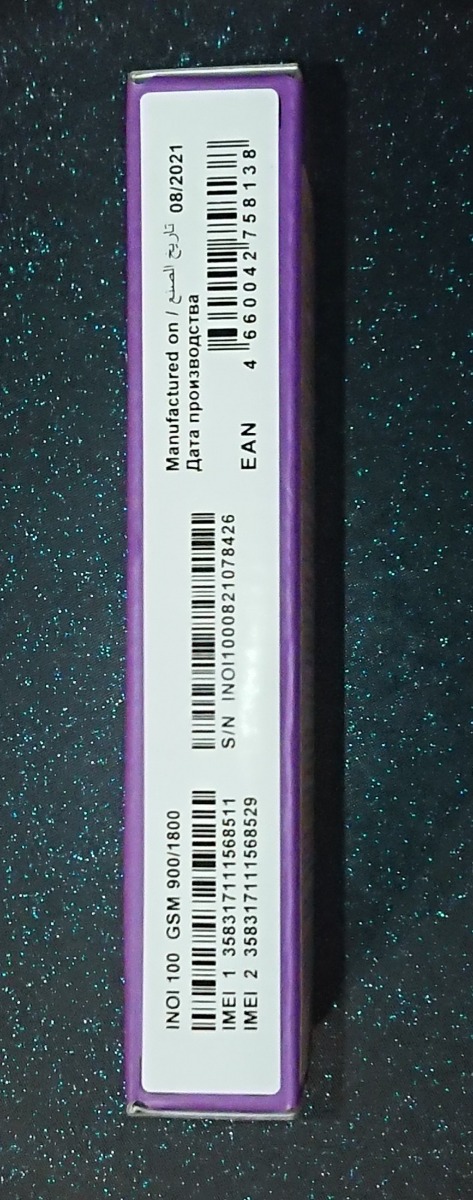 INOI 100 GSM 900/1800
IMEI 1 358317111568511
IMEI 2 358317111568529
S/N INOI1000821078426
Manufactured on / تاريخ الصنع 08/2021
Дата производства
EAN 4 660042 758138